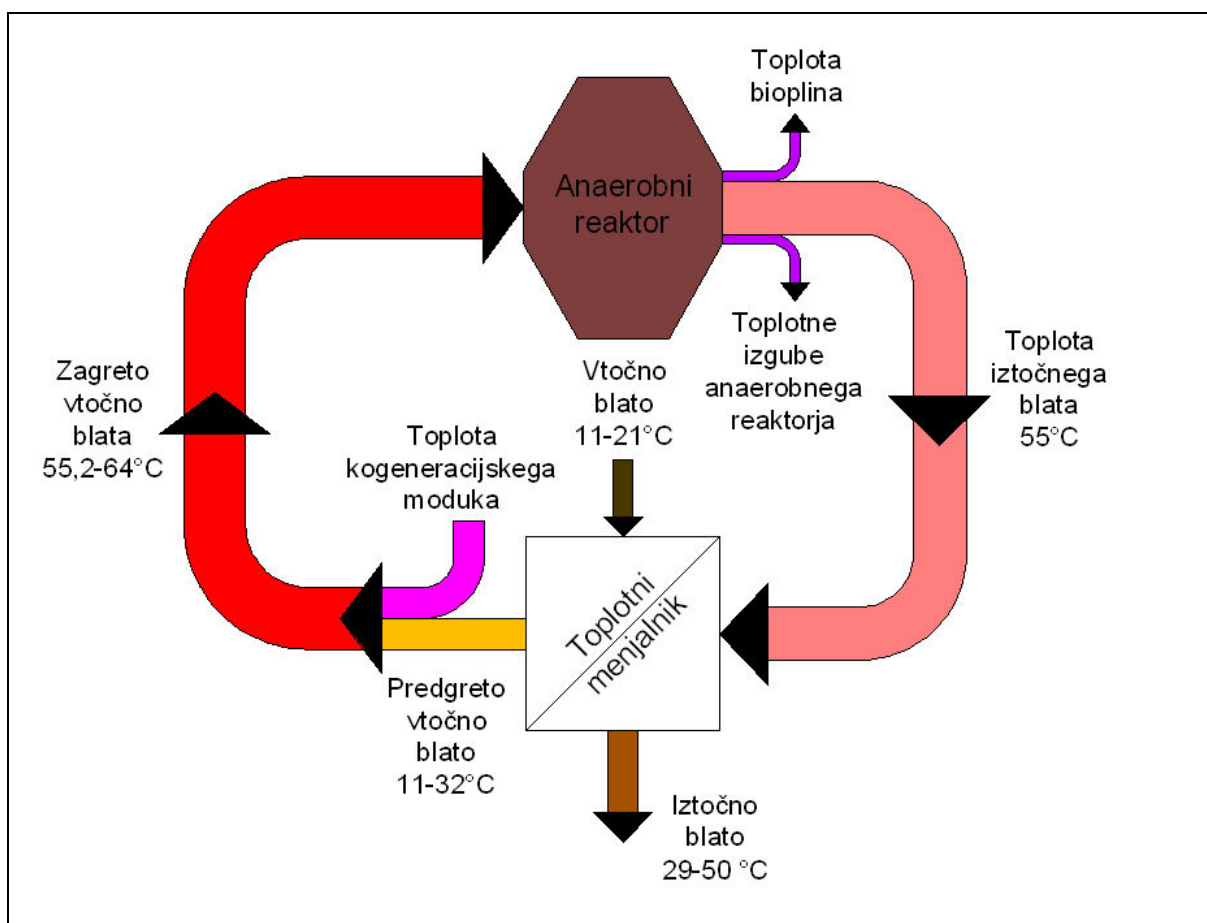 Toplota
bioplina
Anaerobni
reaktor
Toplotne
izgube
anaerobnega
reaktorja
Vtočno
blato
11-21°C
Toplota
iztočnega
blata
55°C
Zagreto
vtočno
blata
55,2-64°C
Toplota
kogeneracijskega
moduka
Toplotni
menjalnik
Predgreto
vtočno
blato
11-32°C
Iztočno
blato
29-50 °C